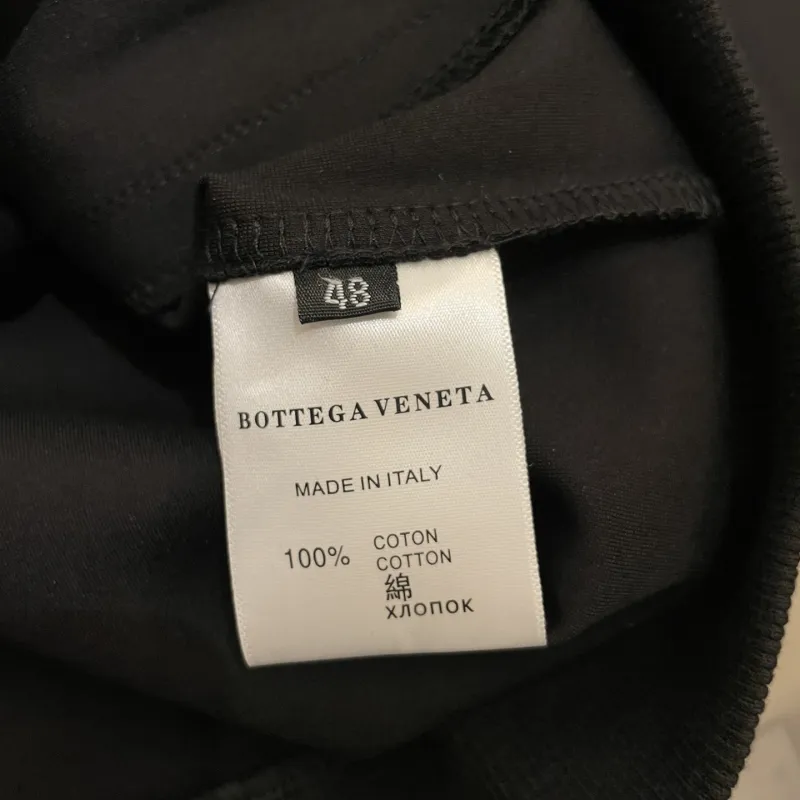 48
BOTTEGA VENETA
MADE IN ITALY
100% COTON
COTTON
綿
хлопок